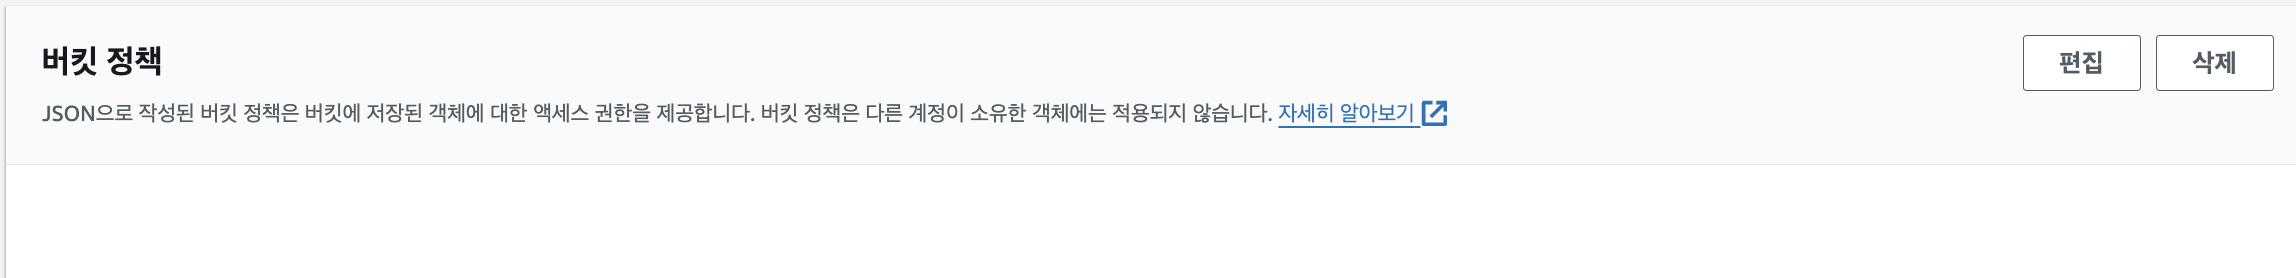 버킷 정책
편집
삭제
JSON으로 작성된 버킷 정책은 버킷에 저장된 객체에 대한 액세스 권한을 제공합니다. 버킷 정책은 다른 계정이 소유한 객체에는 적용되지 않습니다. 자세히 알아보기